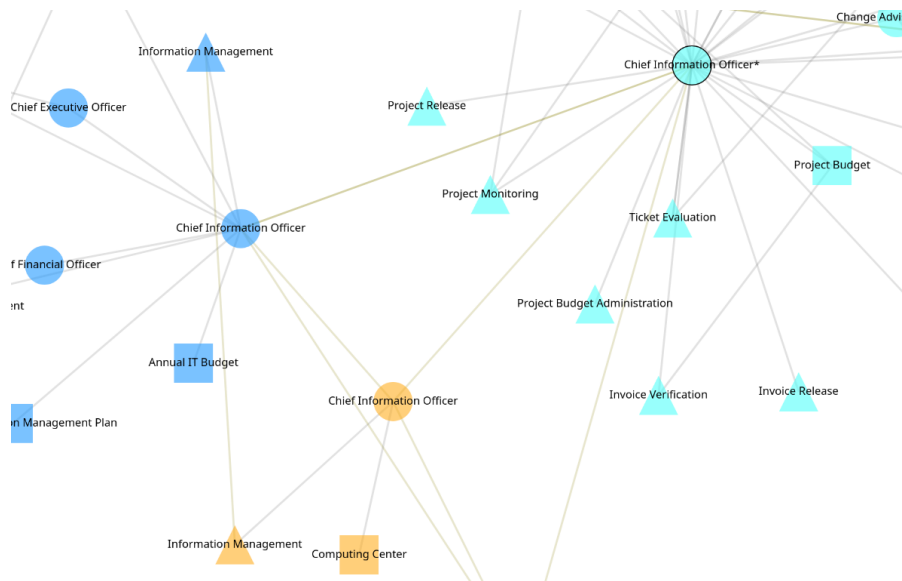 Change Advi
Information Management
Chief Information Officer*
Chief Executive Officer
Project Release
Project Budget
Project Monitoring
Ticket Evaluation
Chief Information Officer
f Financial Officer
ent
Project Budget Administration
Annual IT Budget
Invoice Release
Invoice Verification
Chief Information Officer
n Management Plan
Information Management
Computing Center